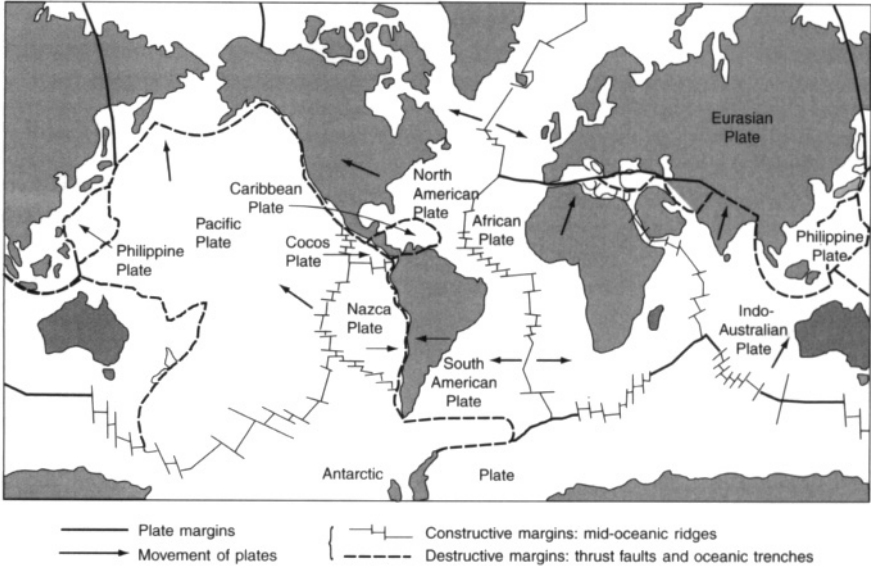 Eurasian
Plate
Caribbean
Plate
North
American
Plate
African
Plate
Pacific
Plate
Cocos
Plate
Philippine
Plate
Philippine
Plate
Nazca
Plate
Indo-
Australian
Plate
South
American
Plate
Antarctic Plate
Plate margins
Movement of plates
Constructive margins: mid-oceanic ridges
Destructive margins: thrust faults and oceanic trenches